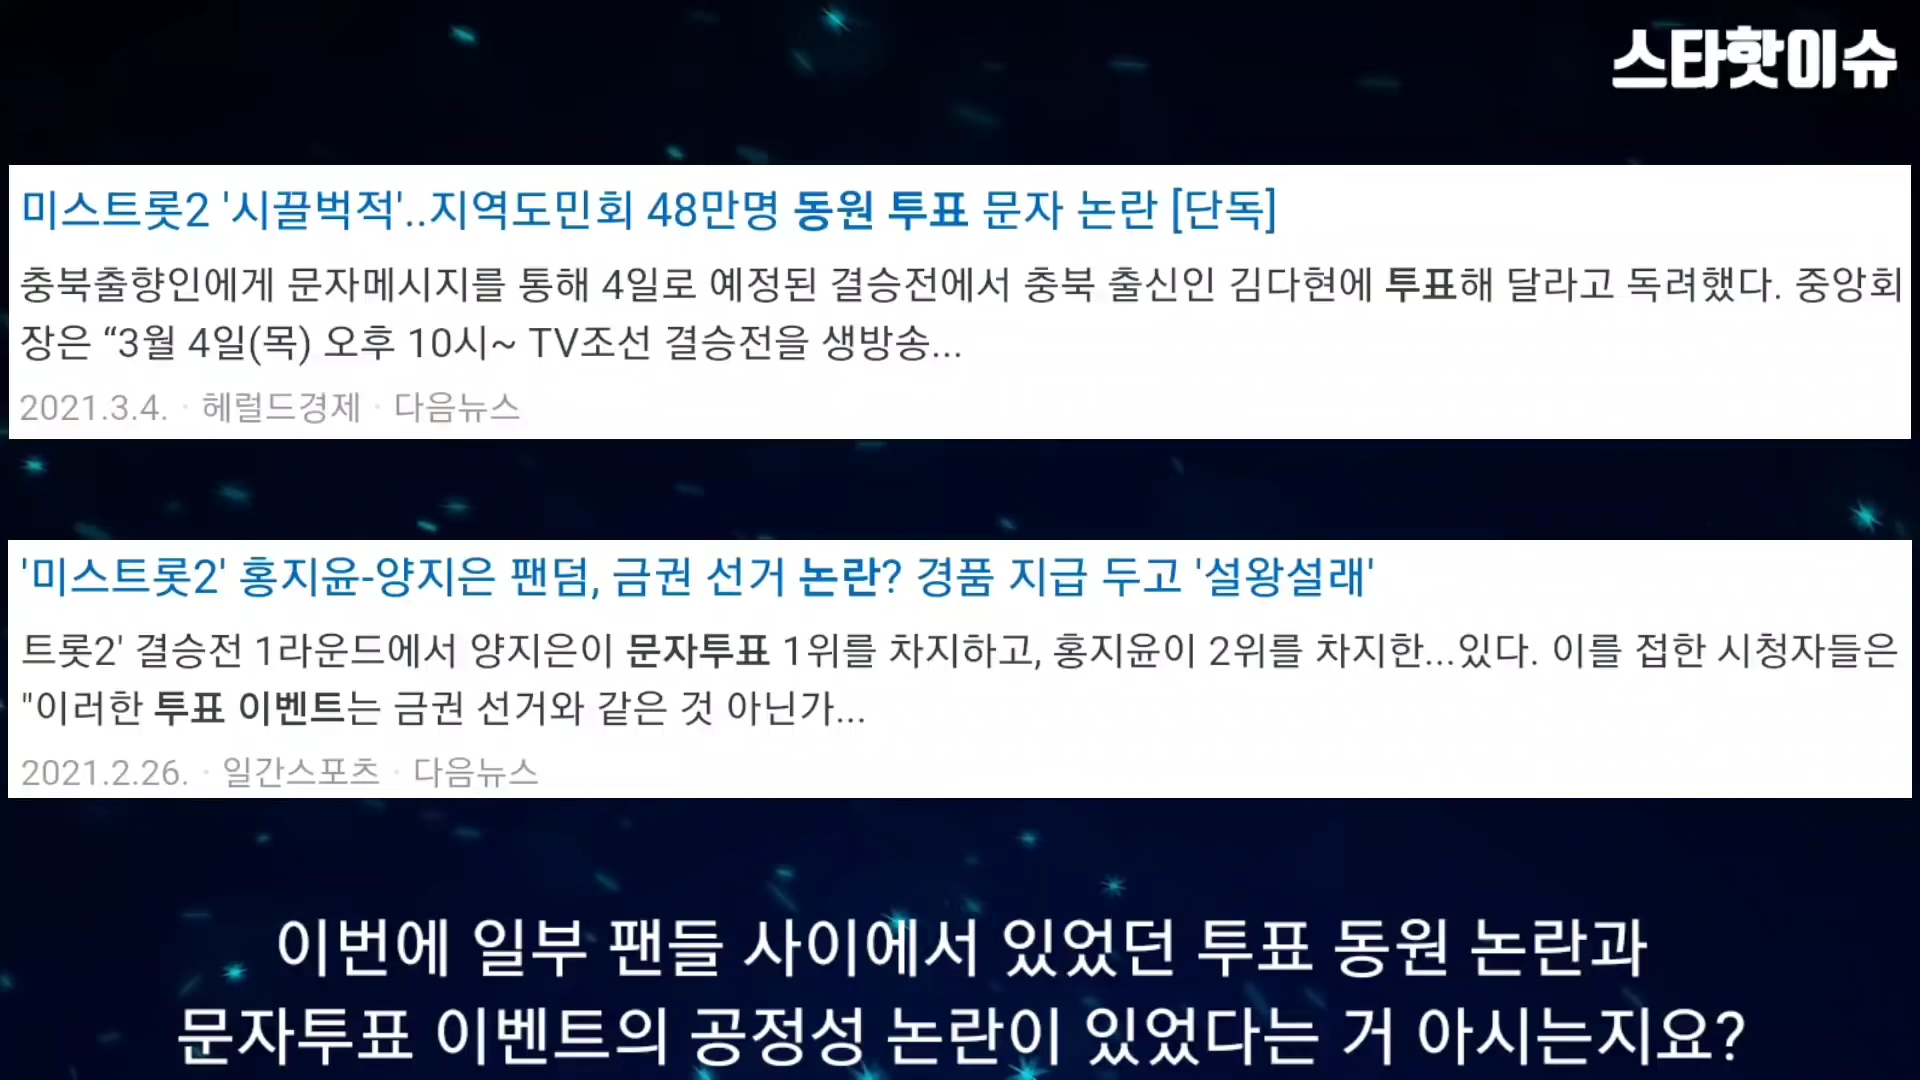 스타핫이슈
미스트롯2 '시끌벅적'..지역도민회 48만명 동원 투표 문자 논란 [단독]
충북출향인에게 문자메시지를 통해 4일로 예정된 결승전에서 충북 출신인 김다현에 투표해 달라고 독려했다. 중앙회
장은 “3월 4일(목) 오후 10시~ TV조선 결승전을 생방송...
2021.3.4. · 헤럴드경제 · 다음뉴스
'미스트롯2' 홍지윤-양지은 팬덤, 금권 선거 논란? 경품 지급 두고 '설왕설래'
트롯2' 결승전 1라운드에서 양지은이 문자투표 1위를 차지하고, 홍지윤이 2위를 차지한...있다. 이를 접한 시청자들은
"이러한 투표 이벤트는 금권 선거와 같은 것 아닌가...
2021.2.26. · 일간스포츠 · 다음뉴스
이번에 일부 팬들 사이에서 있었던 투표 동원 논란과
문자투표 이벤트의 공정성 논란이 있었다는 거 아시는지요?